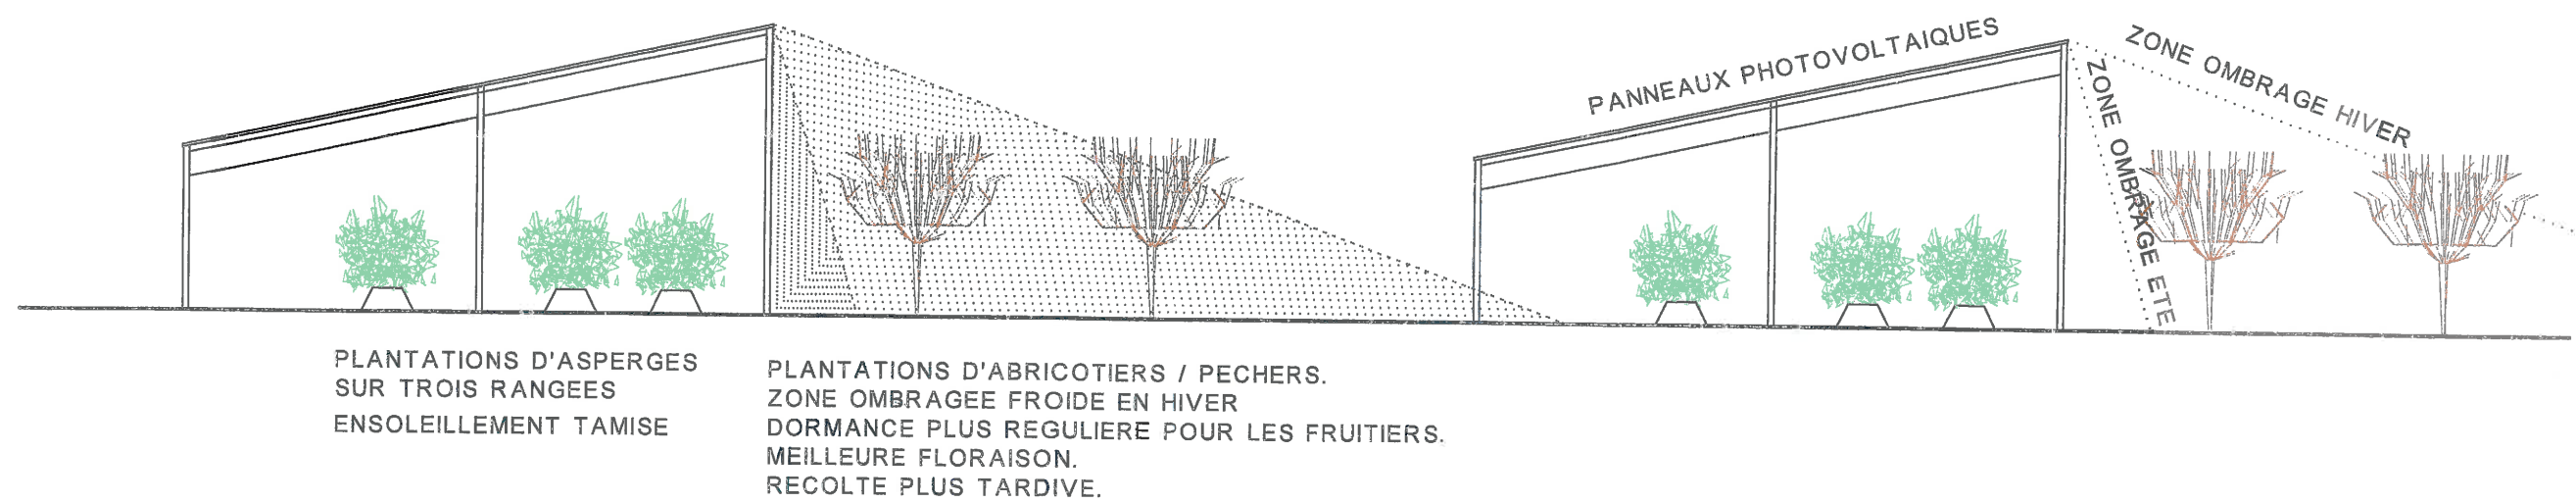 PANNEAUX PHOTOVOLTAIQUES
ZONE OMBRAGE HIVER
ZONE OMBRAGE ETE
PLANTATIONS D'ASPERGES
SUR TROIS RANGEES
ENSOLEILLEMENT TAMISE
PLANTATIONS D'ABRICOTIERS / PECHERS.
ZONE OMBRAGEE FROIDE EN HIVER
DORMANCE PLUS REGULIERE POUR LES FRUITIERS.
MEILLEURE FLORAISON.
RECOLTE PLUS TARDIVE.